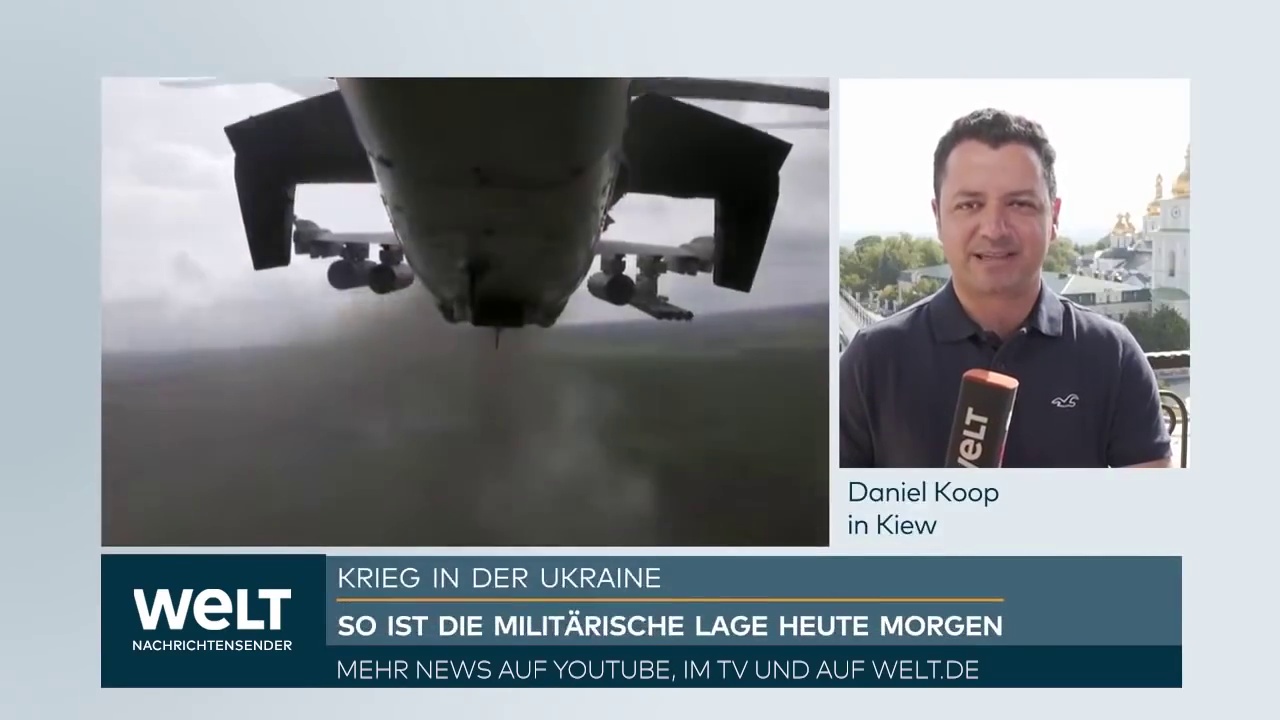 WELT
Daniel Koop
in Kiew
WELT
NACHRICHTENSENDER
KRIEG IN DER UKRAINE
SO IST DIE MILITÄRISCHE LAGE HEUTE MORGEN
MEHR NEWS AUF YOUTUBE, IM TV UND AUF WELT.DE